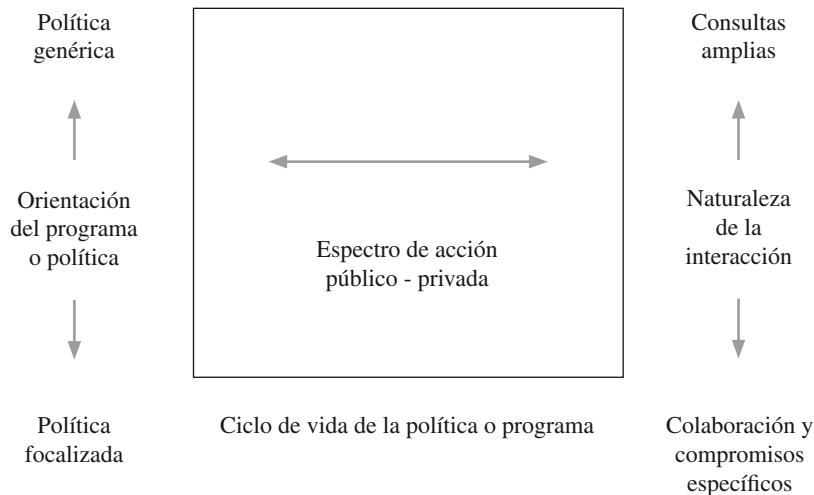 Política
genérica
Orientación
del programa
o política
Política
focalizada
Espectro de acción
público - privada
Ciclo de vida de la política o programa
Consultas
amplias
Naturaleza
de la
interacción
Colaboración y
compromisos
específicos